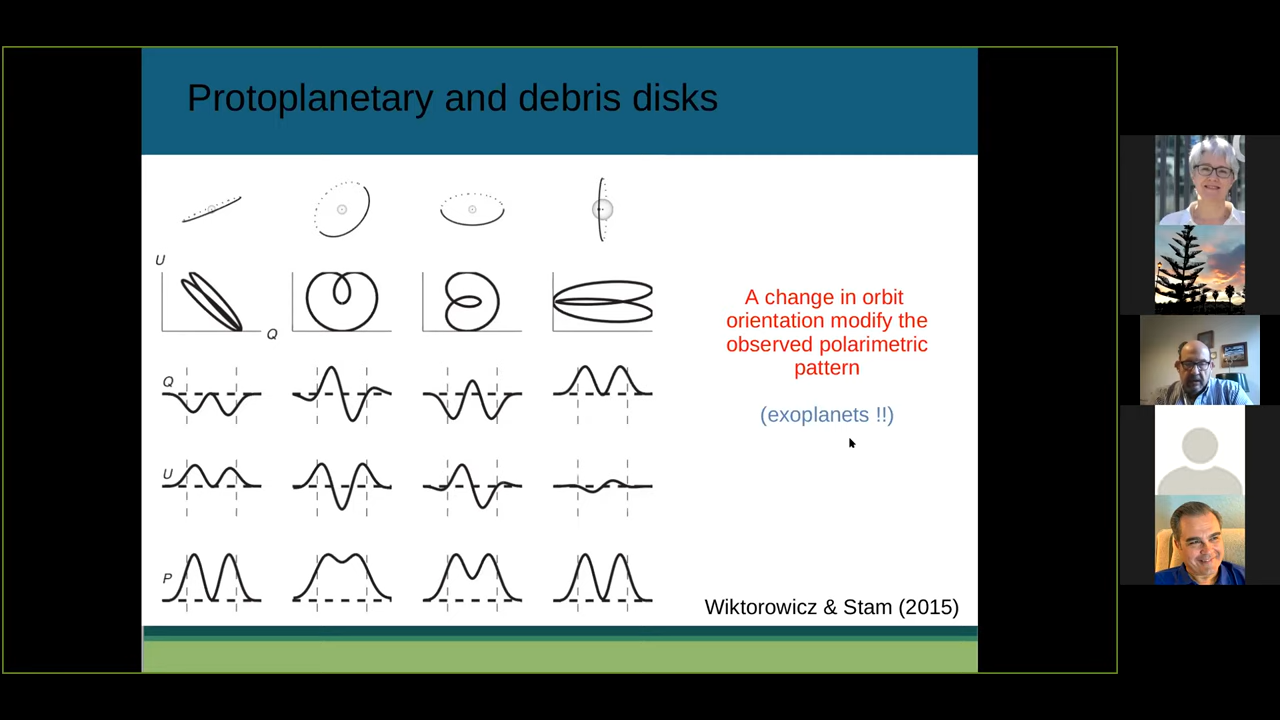 Protoplanetary and debris disks
U
Q
Q
U
P
A change in orbit
orientation modify the
observed polarimetric
pattern
(exoplanets !!)
Wiktorowicz & Stam (2015)